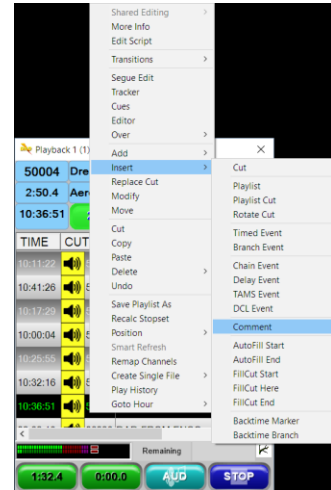 Shared Editing
More Info
Edit Script
Transitions
Segue Edit
Tracker
Cues
Editor
Over
Add
Insert
Replace Cut
Modify
Move
Cut
Copy
Paste
Delete
Undo
Save Playlist As
Recalc Stopset
Position
Smart Refresh
Remap Channels
Create Single File
Play History
Goto Hour
Cut
Playlist
Playlist Cut
Rotate Cut
Timed Event
Branch Event
Chain Event
Delay Event
TAMS Event
DCL Event
Comment
AutoFill Start
AutoFill End
FillCut Start
FillCut Here
FillCut End
Backtime Marker
Backtime Branch
Playback 1 (1)
50004 Dre
2:50.4 Aer
10:36:51
TIME CUT
10:11:22
10:41:26
10:17:29
10:00:04
10:25:55
10:32:16
10:36:51
Remaining
1:32.4 0:00.0 AUD STOP